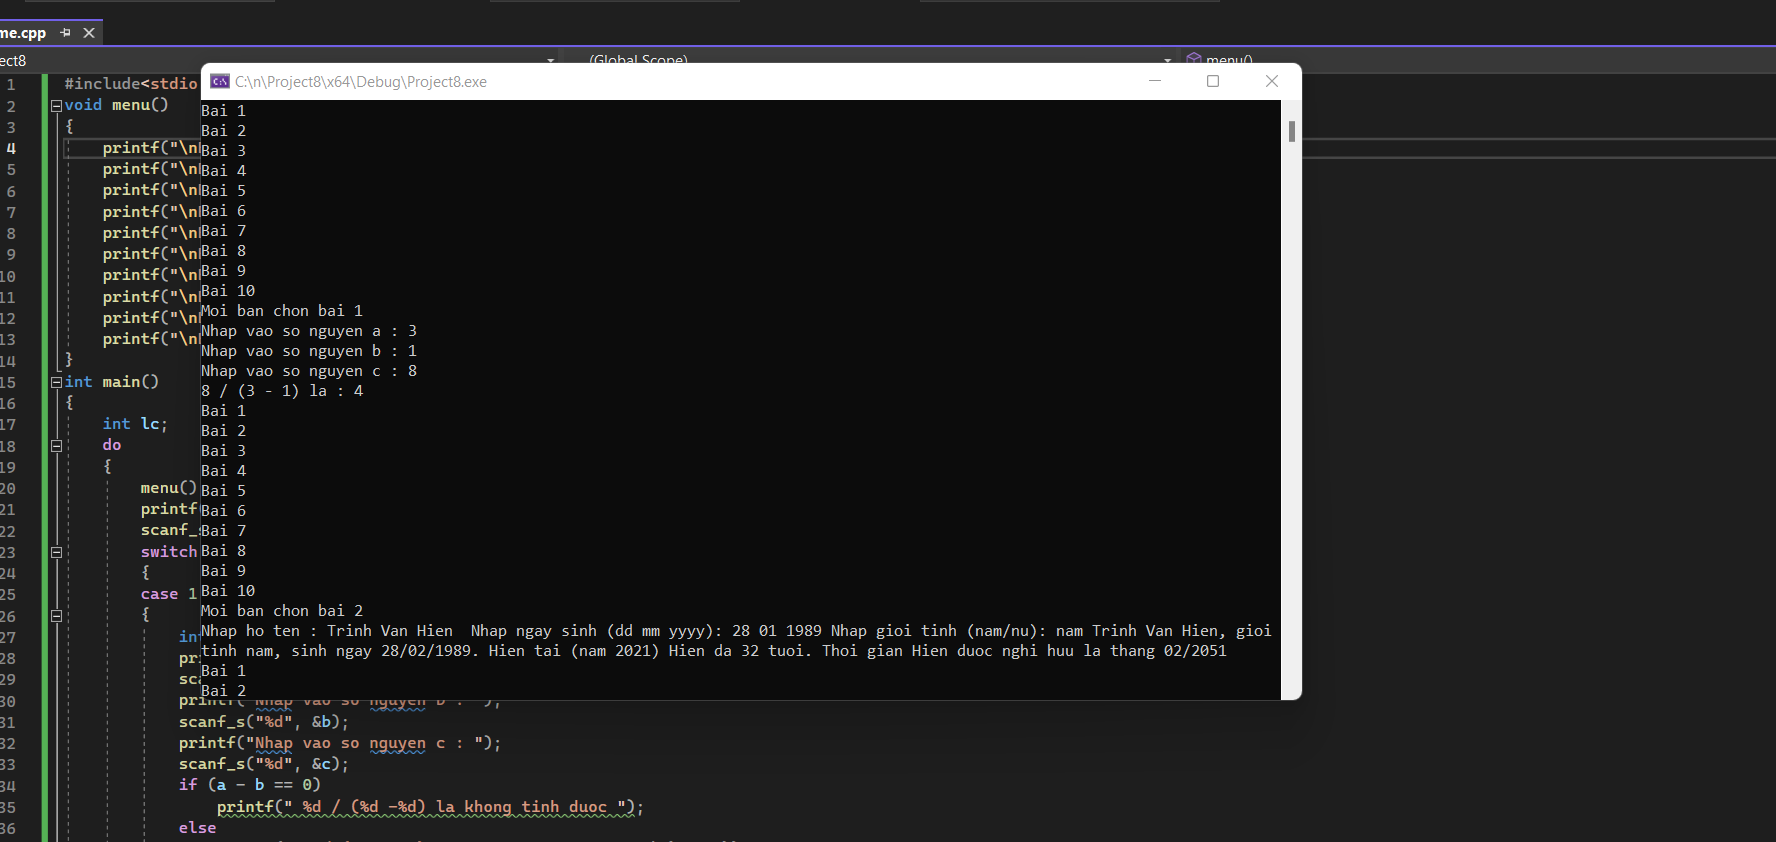 me.cpp
ect8
(Global Scope)
menu()
C:\n\Project8\x64\Debug\Project8.exe
1 #include<stdio
2 void menu()
3 {
4 printf("\n
5 printf("\n
6 printf("\n
7 printf("\n
8 printf("\n
9 printf("\n
10 printf("\n
11 printf("\n
12 printf("\n
13 printf("\n
14 }
15 int main()
16 {
17 int lc;
18 do
19 {
20 menu()
21 printf
22 scanf_s
23 switch
24 {
25 case 1
26 {
27 in
28 pr
29 sc
30 printf("Nhap vao so nguyen b : ");
31 scanf_s("%d", &b);
32 printf("Nhap vao so nguyen c : ");
33 scanf_s("%d", &c);
34 if (a - b == 0)
35 printf(" %d / (%d -%d) la khong tinh duoc ");
36 else
Bai 1
Bai 2
Bai 3
Bai 4
Bai 5
Bai 6
Bai 7
Bai 8
Bai 9
Bai 10
Moi ban chon bai 1
Nhap vao so nguyen a : 3
Nhap vao so nguyen b : 1
Nhap vao so nguyen c : 8
8 / (3 - 1) la : 4
Bai 1
Bai 2
Bai 3
Bai 4
Bai 5
Bai 6
Bai 7
Bai 8
Bai 9
Bai 10
Moi ban chon bai 2
Nhap ho ten : Trinh Van Hien  Nhap ngay sinh (dd mm yyyy): 28 01 1989 Nhap gioi tinh (nam/nu): nam Trinh Van Hien, gioi
tinh nam, sinh ngay 28/02/1989. Hien tai (nam 2021) Hien da 32 tuoi. Thoi gian Hien duoc nghi huu la thang 02/2051
Bai 1
Bai 2